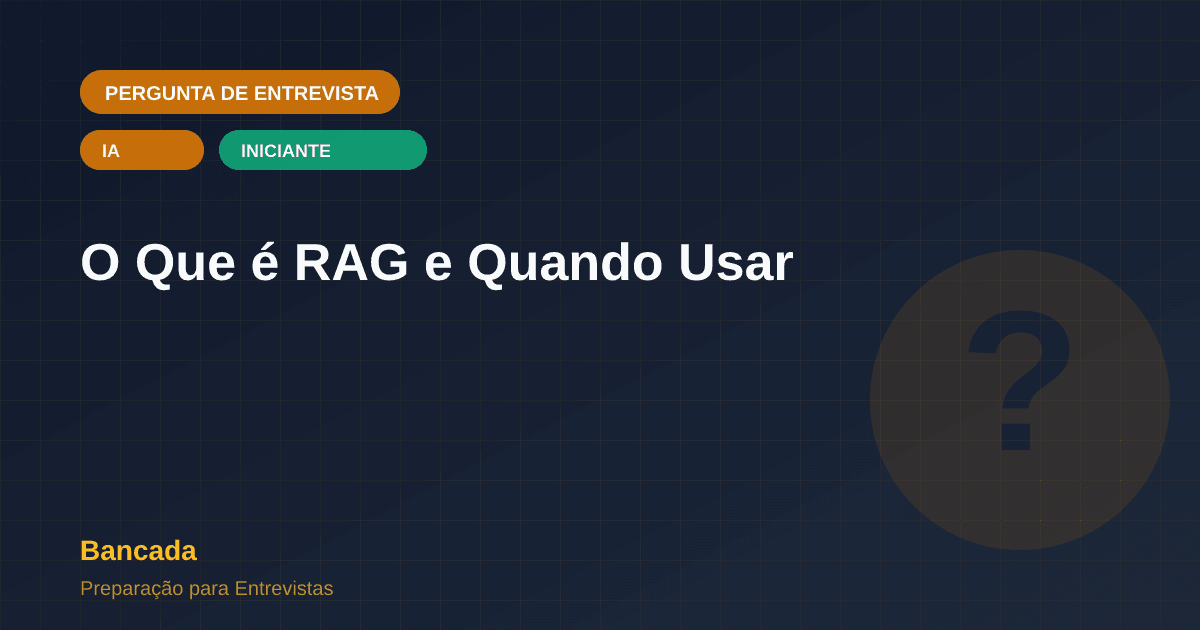 PERGUNTA DE ENTREVISTA
IA
INICIANTE
O Que é RAG e Quando Usar
?
Bancada
Preparação para Entrevistas